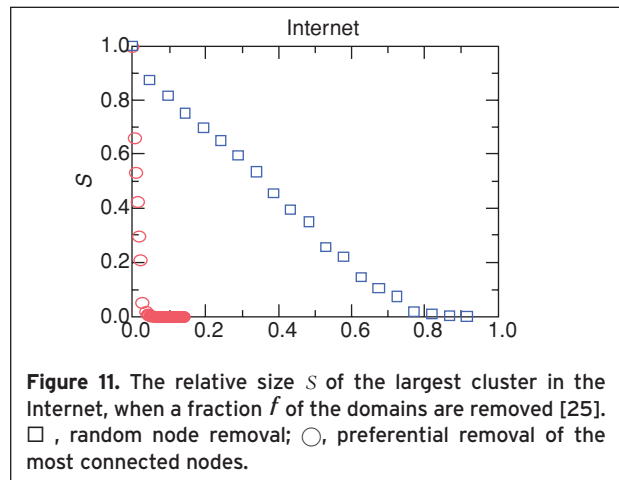 Internet
1.0
0.8
0.6
S
0.4
0.2
0.0
0.0 0.2 0.4 0.6 0.8 1.0
Figure 11. The relative size S of the largest cluster in the
Internet, when a fraction f of the domains are removed [25].
□ , random node removal; ○, preferential removal of the
most connected nodes.